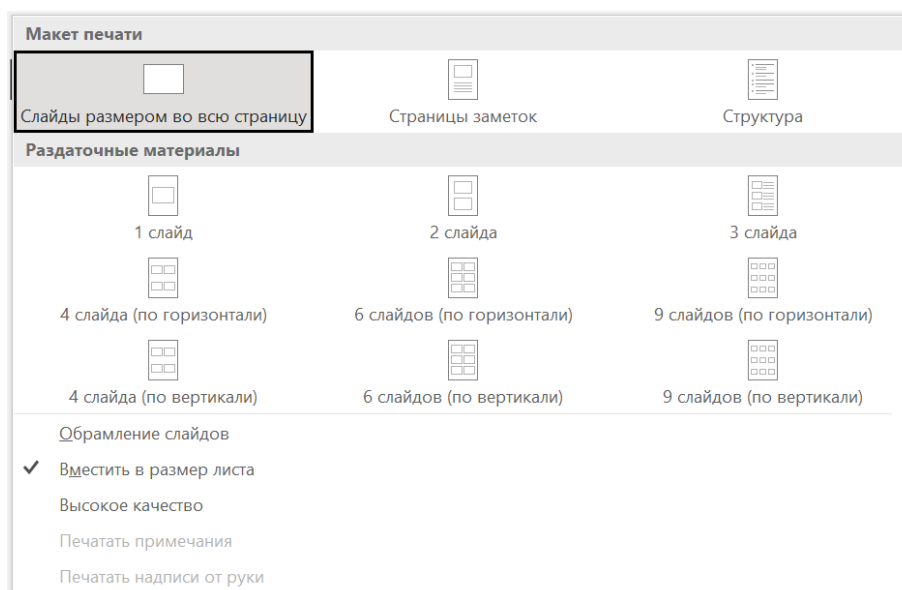 Макет печати
Слайды размером во всю страницу
Страницы заметок
Структура
Раздаточные материалы
1 слайд
2 слайда
3 слайда
4 слайда (по горизонтали)
6 слайдов (по горизонтали)
9 слайдов (по горизонтали)
4 слайда (по вертикали)
6 слайдов (по вертикали)
9 слайдов (по вертикали)
Обрамление слайдов
Вместить в размер листа
Высокое качество
Печатать примечания
Печатать надписи от руки